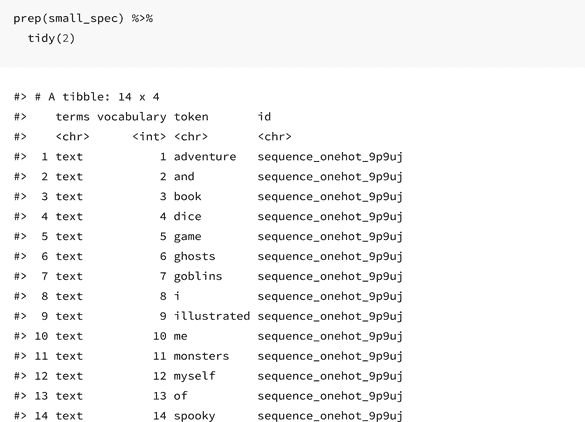 prep(small_spec) %>%
  tidy(2)
#> # A tibble: 14 x 4
#>    terms vocabulary token       id
#>    <chr>      <int> <chr>       <chr>
#>  1 text           1 adventure   sequence_onehot_9p9uj
#>  2 text           2 and         sequence_onehot_9p9uj
#>  3 text           3 book        sequence_onehot_9p9uj
#>  4 text           4 dice        sequence_onehot_9p9uj
#>  5 text           5 game        sequence_onehot_9p9uj
#>  6 text           6 ghosts      sequence_onehot_9p9uj
#>  7 text           7 goblins     sequence_onehot_9p9uj
#>  8 text           8 i           sequence_onehot_9p9uj
#>  9 text           9 illustrated sequence_onehot_9p9uj
#> 10 text          10 me          sequence_onehot_9p9uj
#> 11 text          11 monsters    sequence_onehot_9p9uj
#> 12 text          12 myself      sequence_onehot_9p9uj
#> 13 text          13 of          sequence_onehot_9p9uj
#> 14 text          14 spooky      sequence_onehot_9p9uj